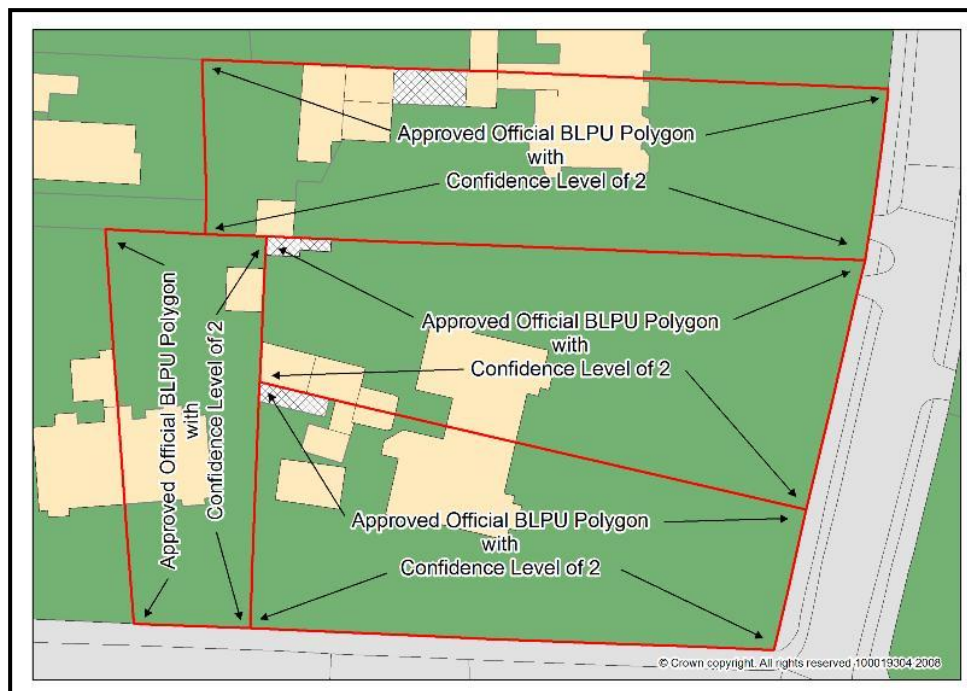 Approved Official BLPU Polygon
with
Confidence Level of 2
Approved Official BLPU Polygon
with
Confidence Level of 2
Approved Official BLPU Polygon
with
Confidence Level of 2
Approved Official BLPU Polygon
with
Confidence Level of 2
© Crown copyright. All rights reserved 100019304 2008